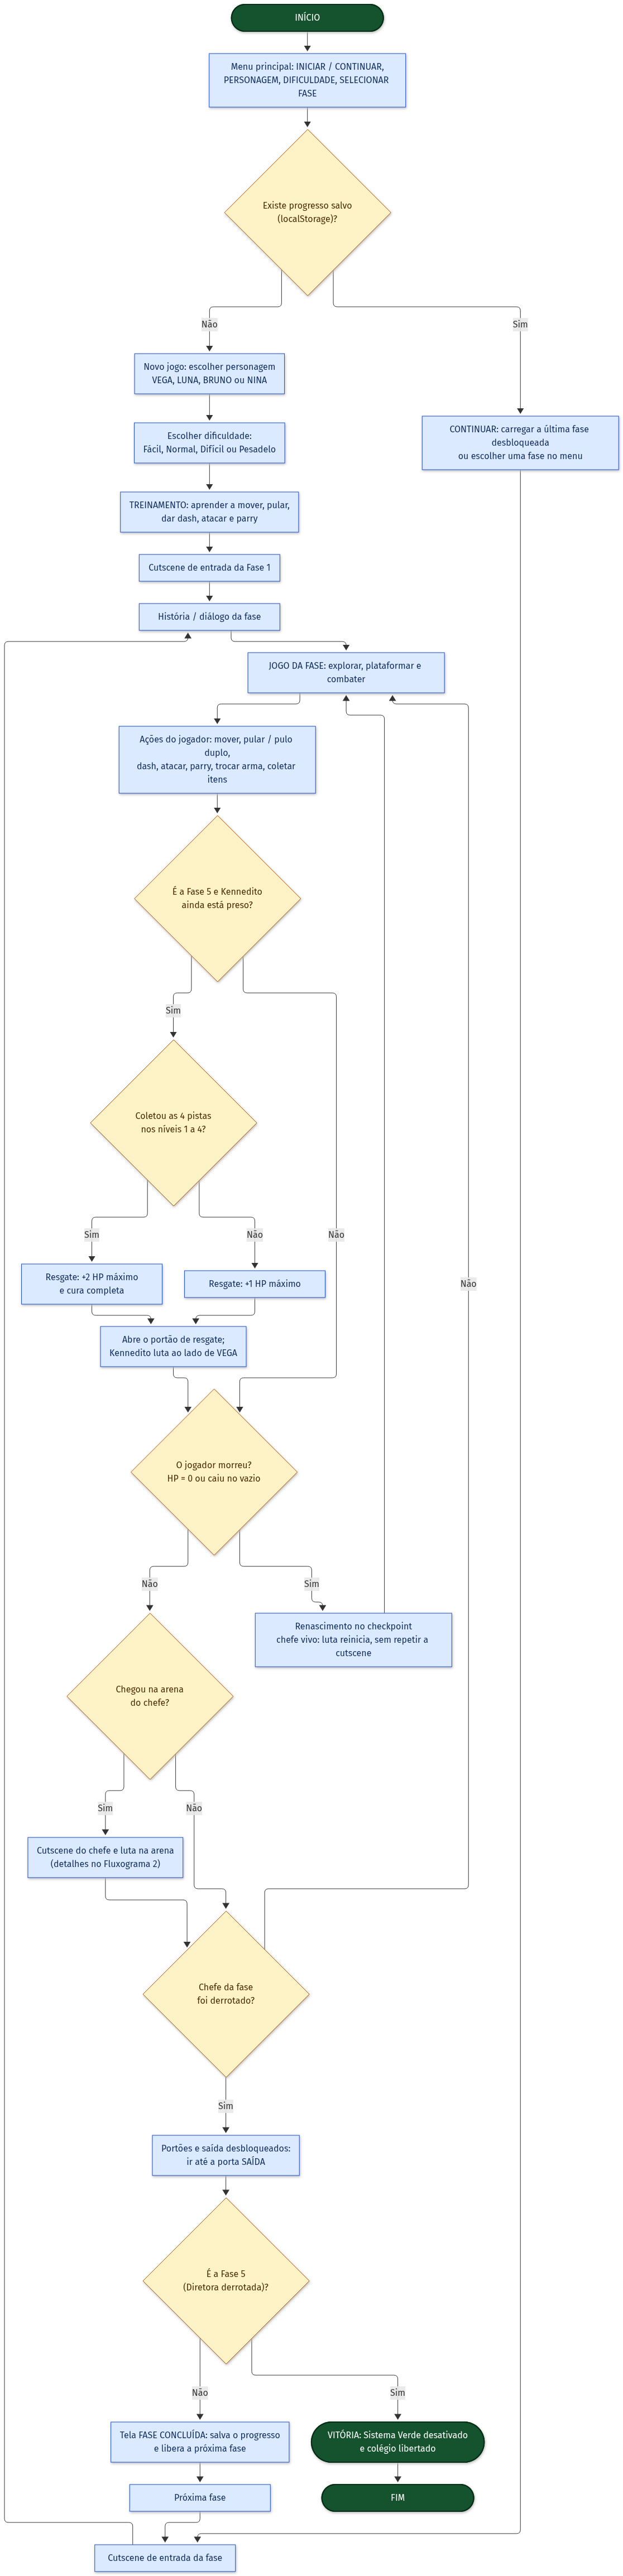 INÍCIO
Menu principal: INICIAR / CONTINUAR,
PERSONAGEM, DIFICULDADE, SELECIONAR
FASE
Existe progresso salvo
(localStorage)?
Não
Sim
Novo jogo: escolher personagem
VEGA, LUNA, BRUNO ou NINA
CONTINUAR: carregar a última fase
desbloqueada
ou escolher uma fase no menu
Escolher dificuldade:
Fácil, Normal, Difícil ou Pesadelo
TREINAMENTO: aprender a mover, pular,
dar dash, atacar e parry
Cutscene de entrada da Fase 1
História / diálogo da fase
JOGO DA FASE: explorar, plataformar e
combater
Ações do jogador: mover, pular / pulo
duplo,
dash, atacar, parry, trocar arma, coletar
itens
É a Fase 5 e Kennedito
ainda está preso?
Sim
Coletou as 4 pistas
nos níveis 1 a 4?
Sim
Não
Não
Não
Resgate: +2 HP máximo
e cura completa
Resgate: +1 HP máximo
Abre o portão de resgate;
Kennedito luta ao lado de VEGA
O jogador morreu?
HP = 0 ou caiu no vazio
Não
Sim
Renascimento no checkpoint
chefe vivo: luta reinicia, sem repetir a
cutscene
Chegou na arena
do chefe?
Sim
Não
Cutscene do chefe e luta na arena
(detalhes no Fluxograma 2)
Chefe da fase
foi derrotado?
Sim
Portões e saída desbloqueados:
ir até a porta SAÍDA
É a Fase 5
(Diretora derrotada)?
Não
Sim
Tela FASE CONCLUÍDA: salva o progresso
e libera a próxima fase
VITÓRIA: Sistema Verde desativado
e colégio libertado
Próxima fase
FIM
Cutscene de entrada da fase